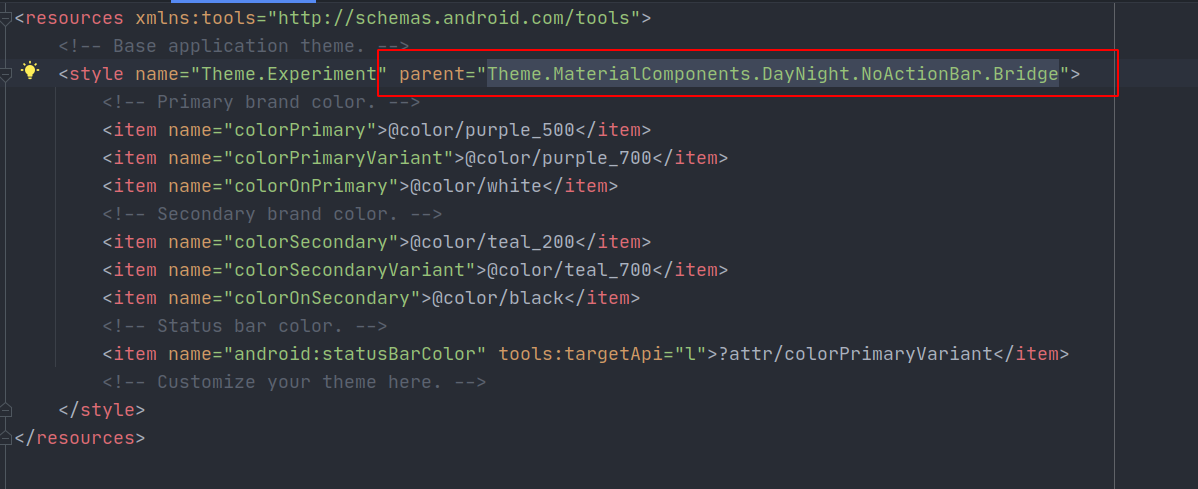 <resources xmlns:tools="http://schemas.android.com/tools">
    <!-- Base application theme. -->
    <style name="Theme.Experiment" parent="Theme.MaterialComponents.DayNight.NoActionBar.Bridge">
        <!-- Primary brand color. -->
        <item name="colorPrimary">@color/purple_500</item>
        <item name="colorPrimaryVariant">@color/purple_700</item>
        <item name="colorOnPrimary">@color/white</item>
        <!-- Secondary brand color. -->
        <item name="colorSecondary">@color/teal_200</item>
        <item name="colorSecondaryVariant">@color/teal_700</item>
        <item name="colorOnSecondary">@color/black</item>
        <!-- Status bar color. -->
        <item name="android:statusBarColor" tools:targetApi="l">?attr/colorPrimaryVariant</item>
        <!-- Customize your theme here. -->
    </style>
</resources>